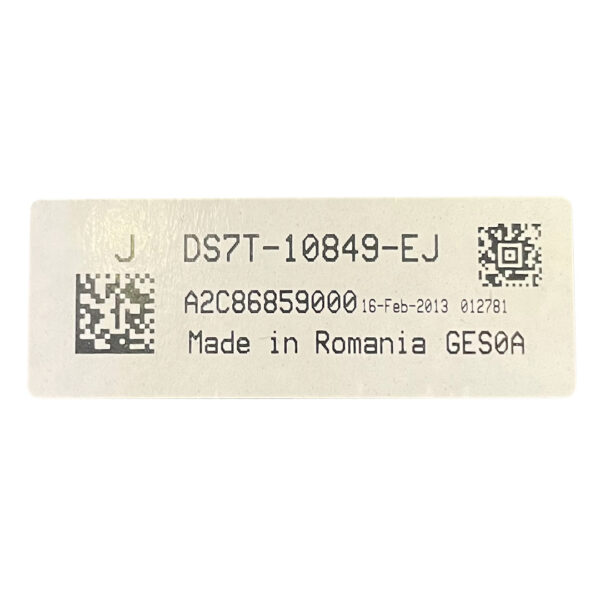 J DS7T-10849-EJ
A2C86859000 16-Feb-2013 012781
Made in Romania GES0A